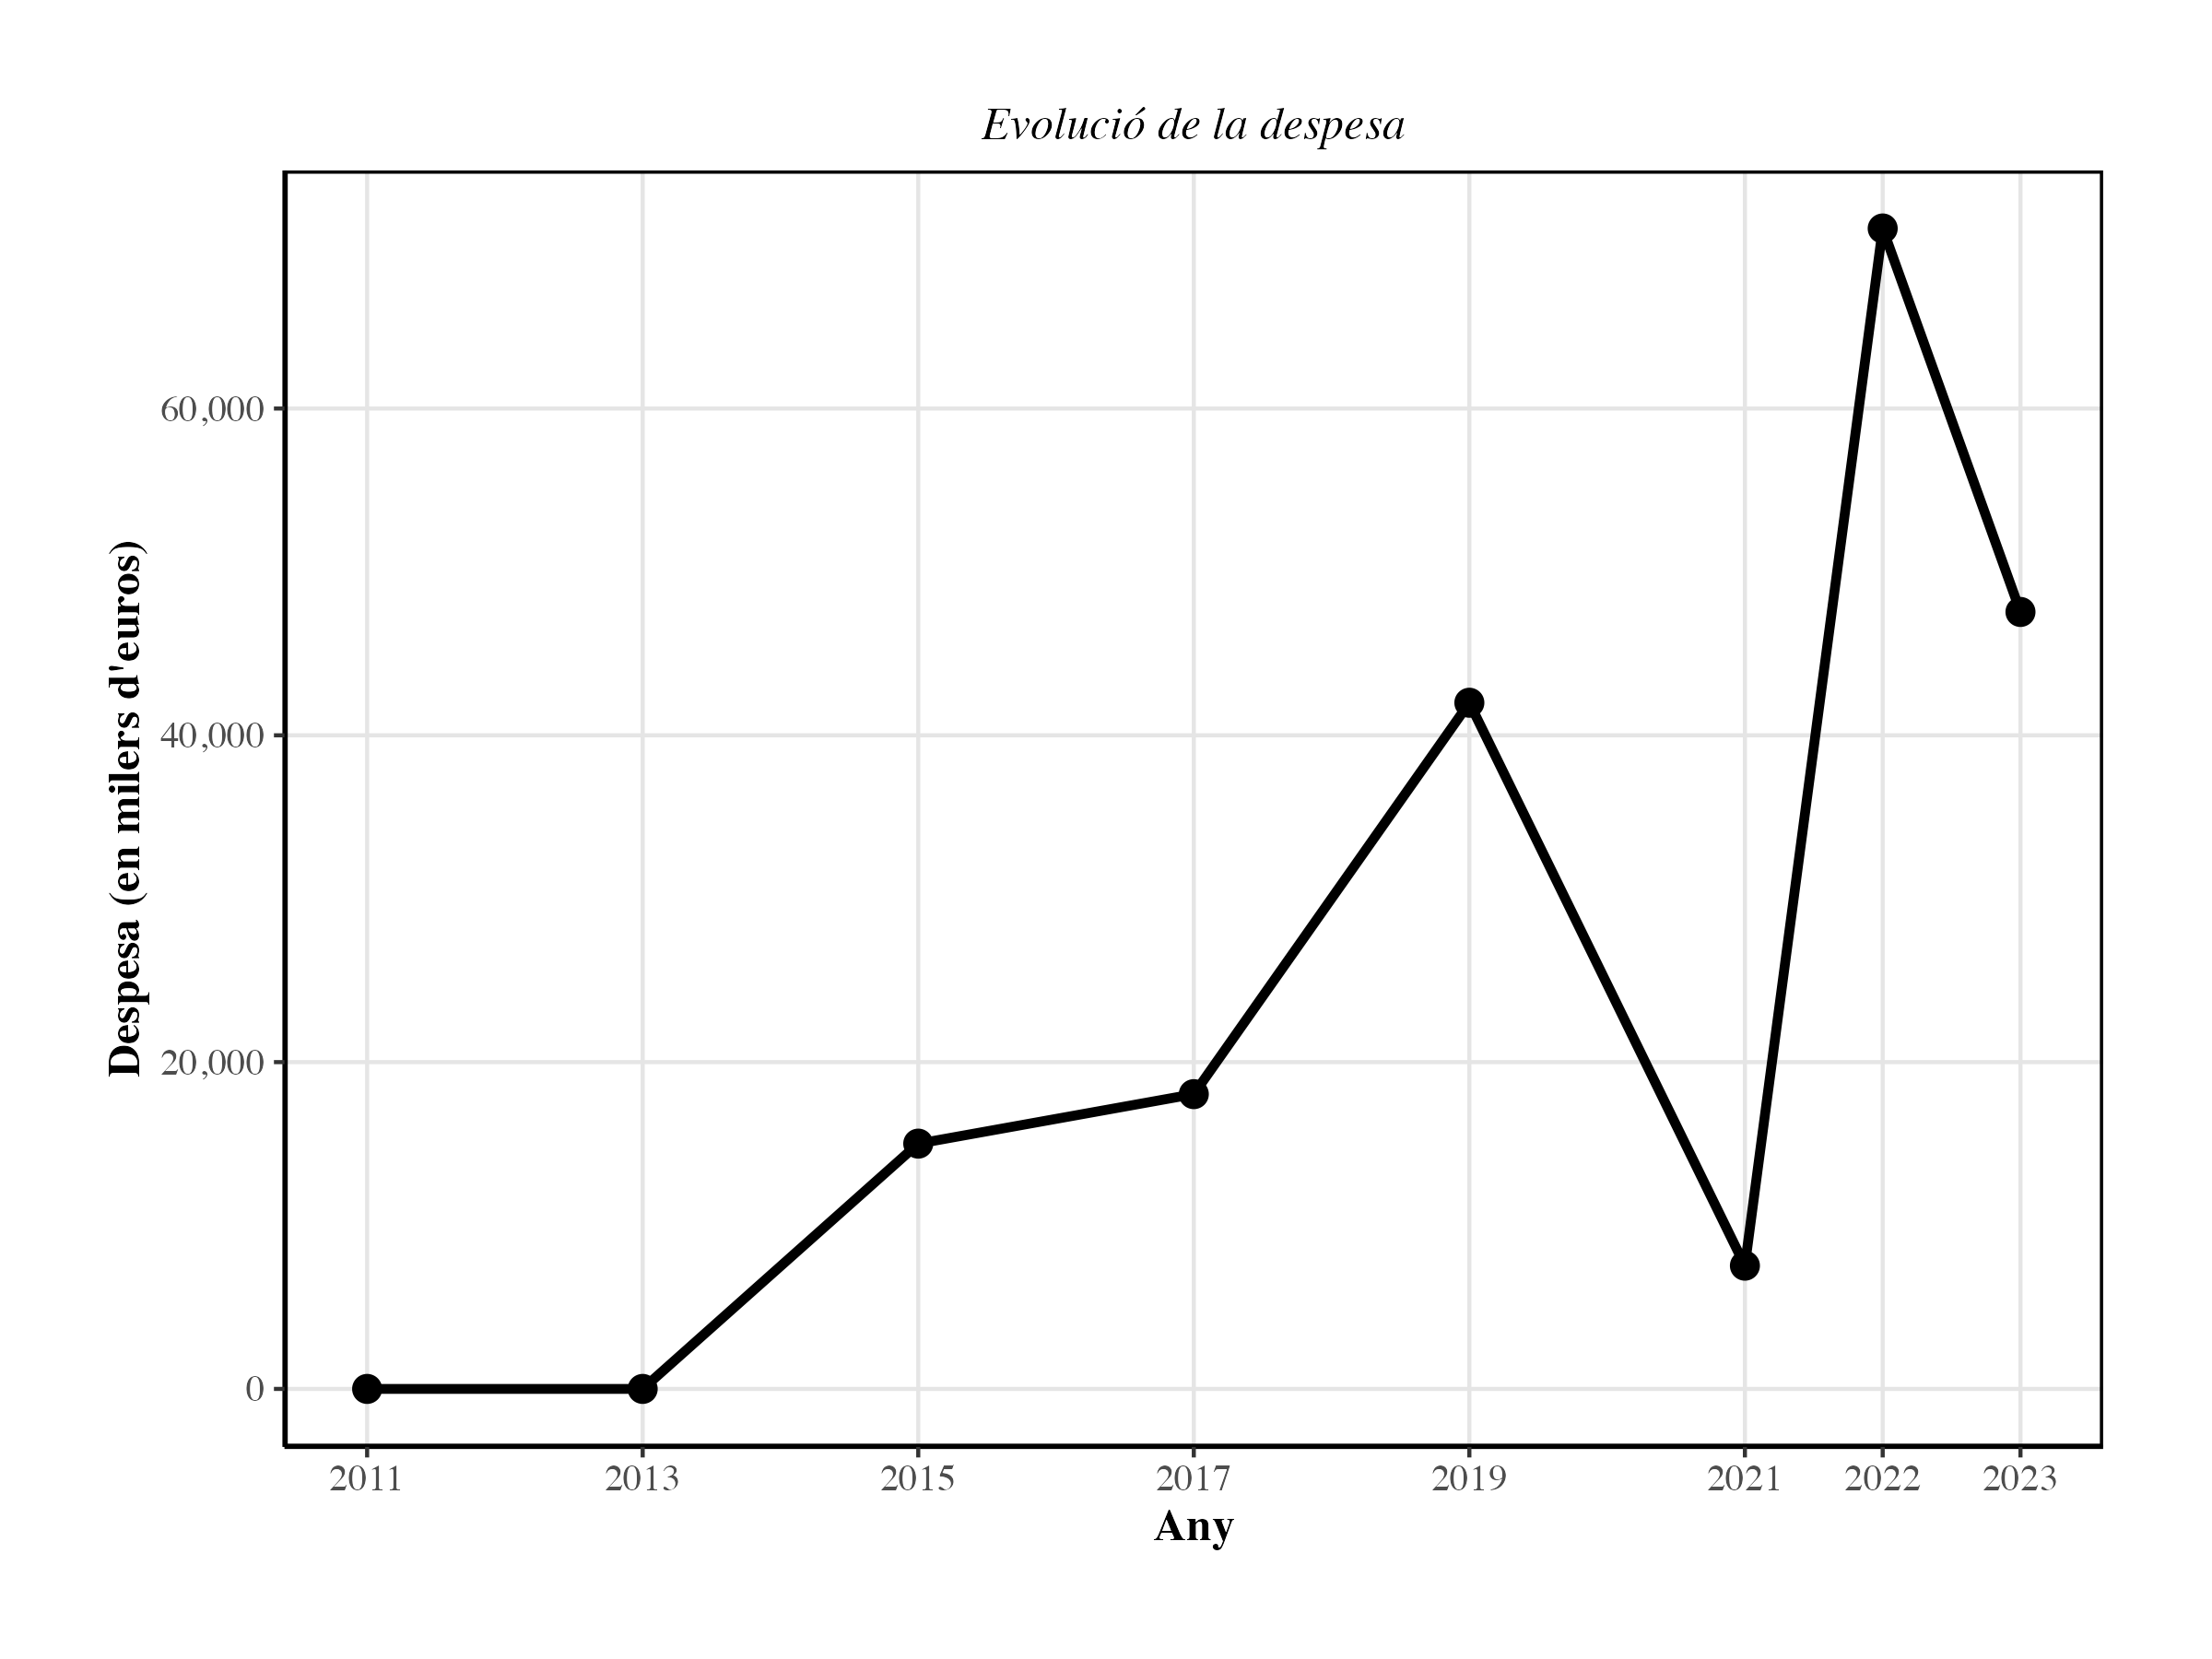 Evolució de la despesa
Despesa (en milers d'euros)
60,000
40,000
20,000
0
2011 2013 2015 2017 2019 2021 2022 2023
Any